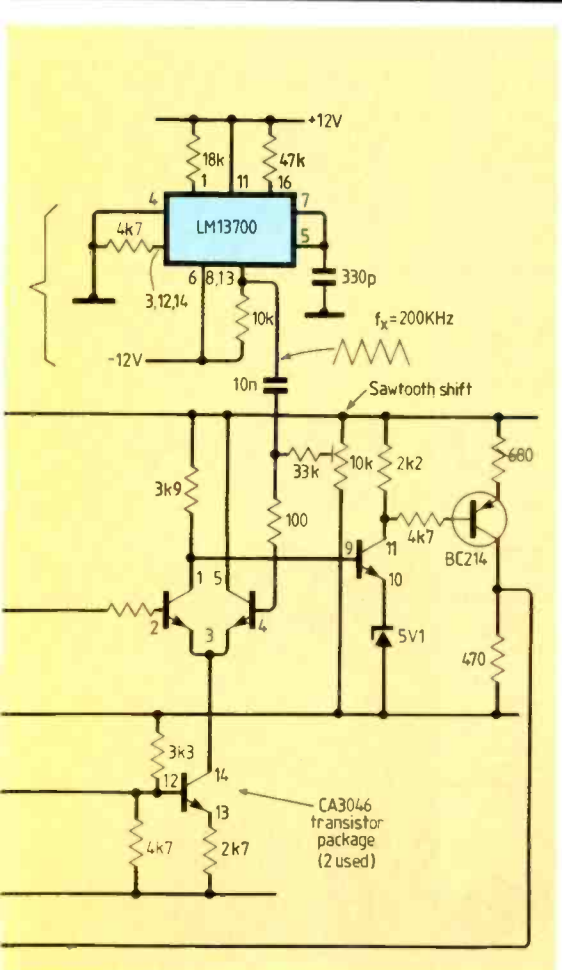 +12V
18k
47k
1
11
16
4
7
LM13700
4k7
5
330p
3,12,14
6
8,13
10k
fx=200KHz
-12V
10n
Sawtooth shift
33k
10k
2k2
680
3k9
100
4k7
9
11
BC214
1
5
10
2
3
4
5V1
470
3k3
12
14
13
CA3046
transistor
package
(2 used)
4k7
2k7